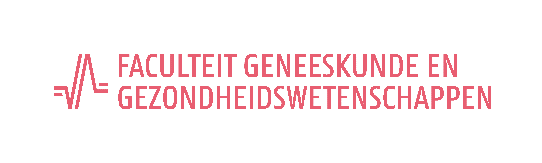 FACULTEIT GENEESKUNDE EN
GEZONDHEIDSWETENSCHAPPEN